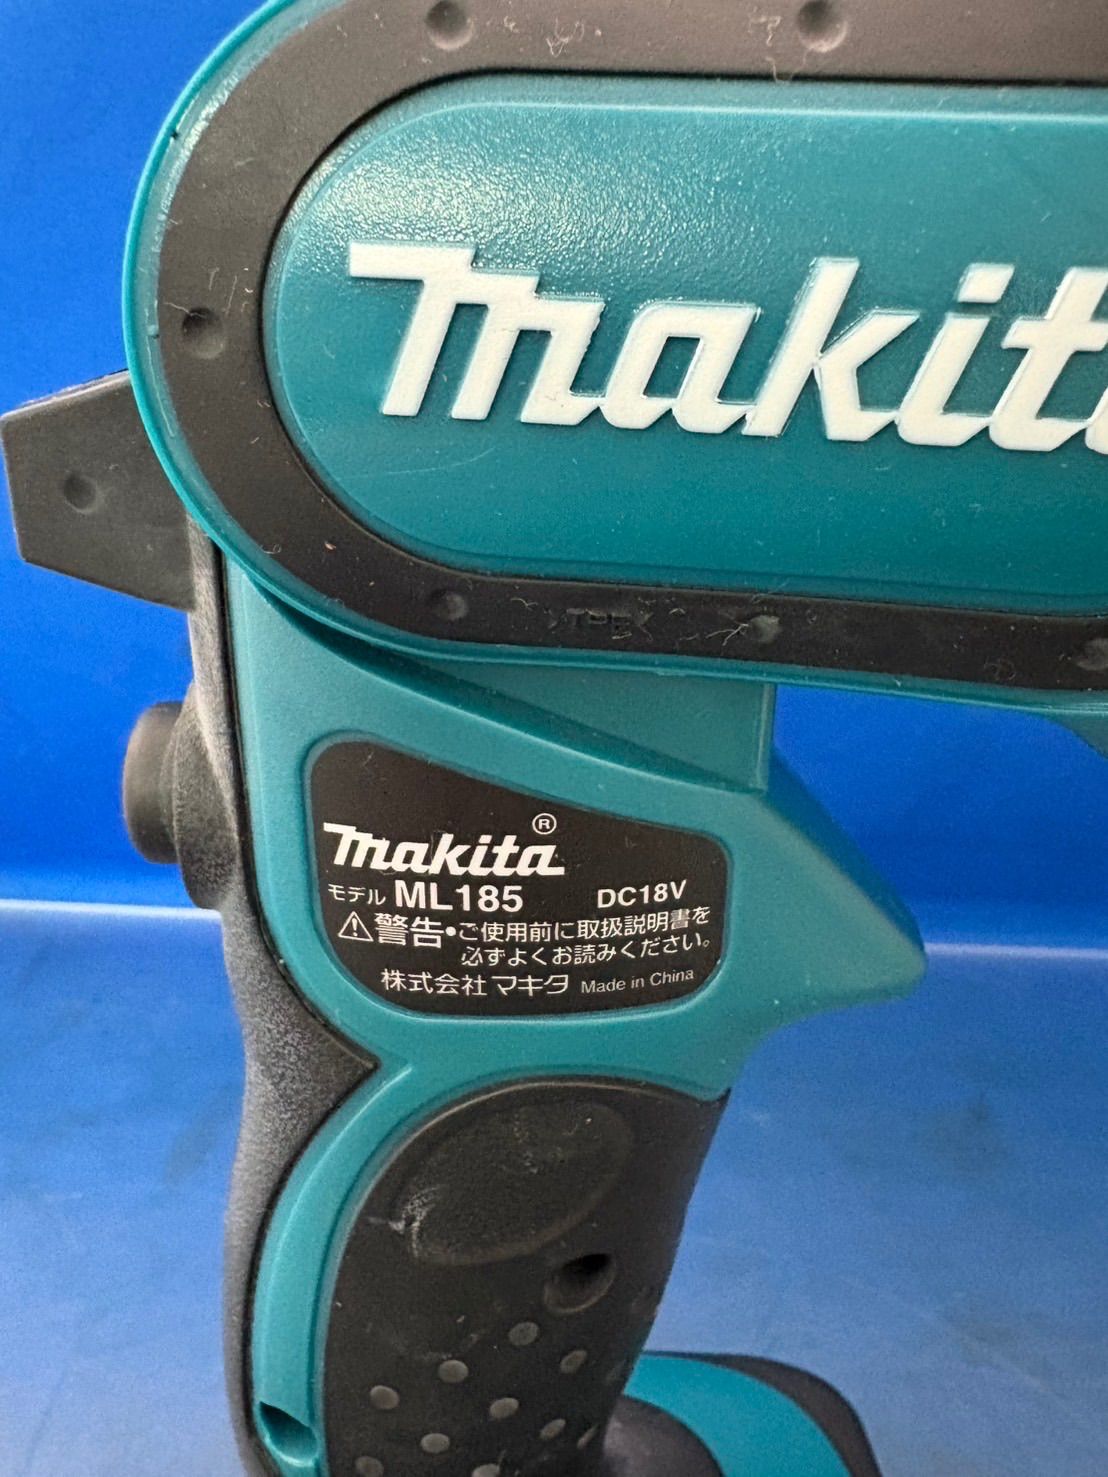 makita
makita®
モデル ML185 DC18V
⚠警告・ご使用前に取扱説明書を
必ずよくお読みください。
株式会社 マキタ Made in China